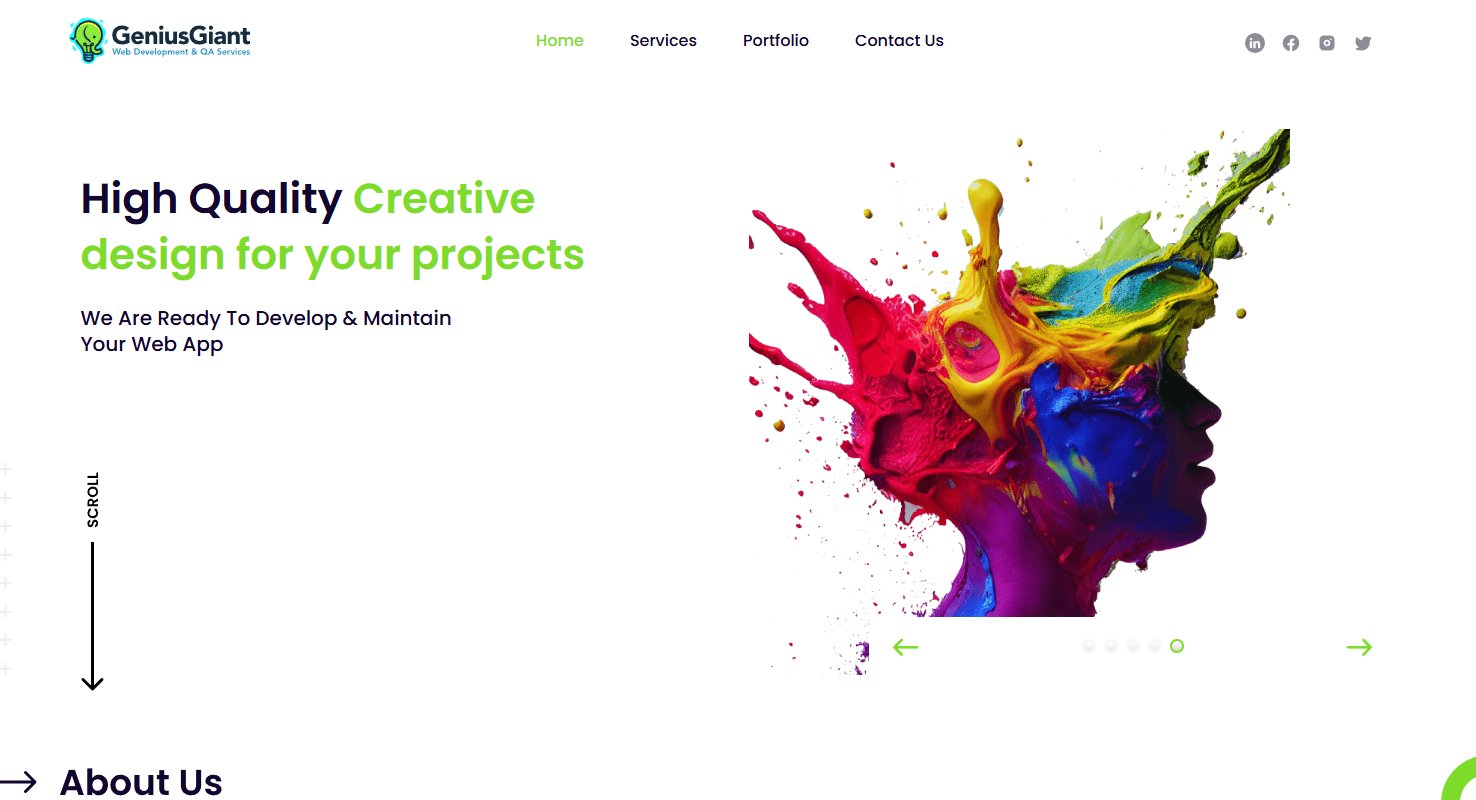 GeniusGiant
Web Development & QA Services
Home
Services
Portfolio
Contact Us
High Quality Creative
design for your projects
We Are Ready To Develop & Maintain
Your Web App
SCROLL
About Us